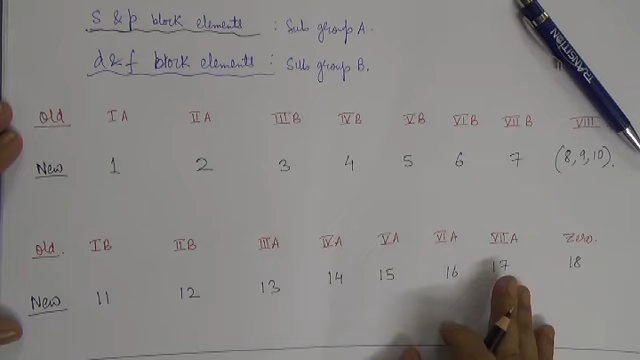 S & p block elements : Sub group A.
d & f block elements : Sub group B.
TRANSITION
Old I A II A III B IV B V B VI B VII B VIII
New 1 2 3 4 5 6 7 (8, 9, 10).
Old. I B II B III A IV A V A VI A VII A Zero.
New 11 12 13 14 15 16 17 18